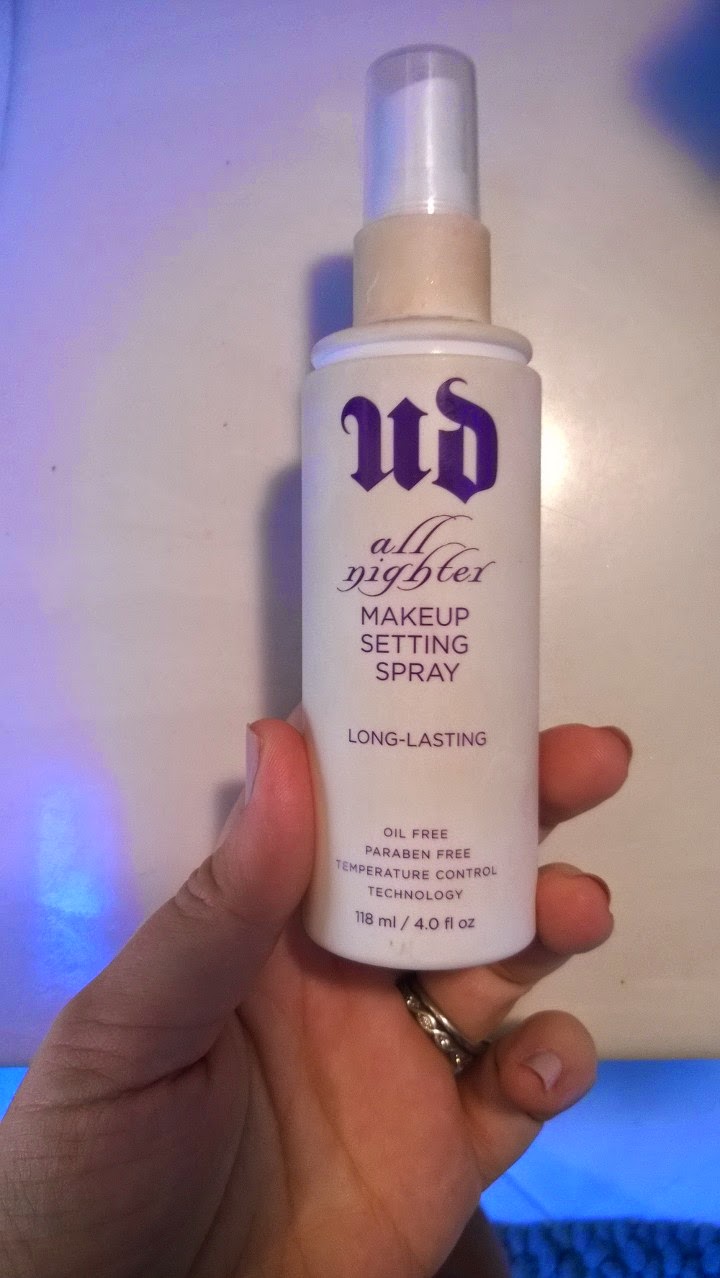 ud
all
nighter
MAKEUP
SETTING
SPRAY
LONG-LASTING
OIL FREE
PARABEN FREE
TEMPERATURE CONTROL
TECHNOLOGY
118 ml / 4.0 fl oz